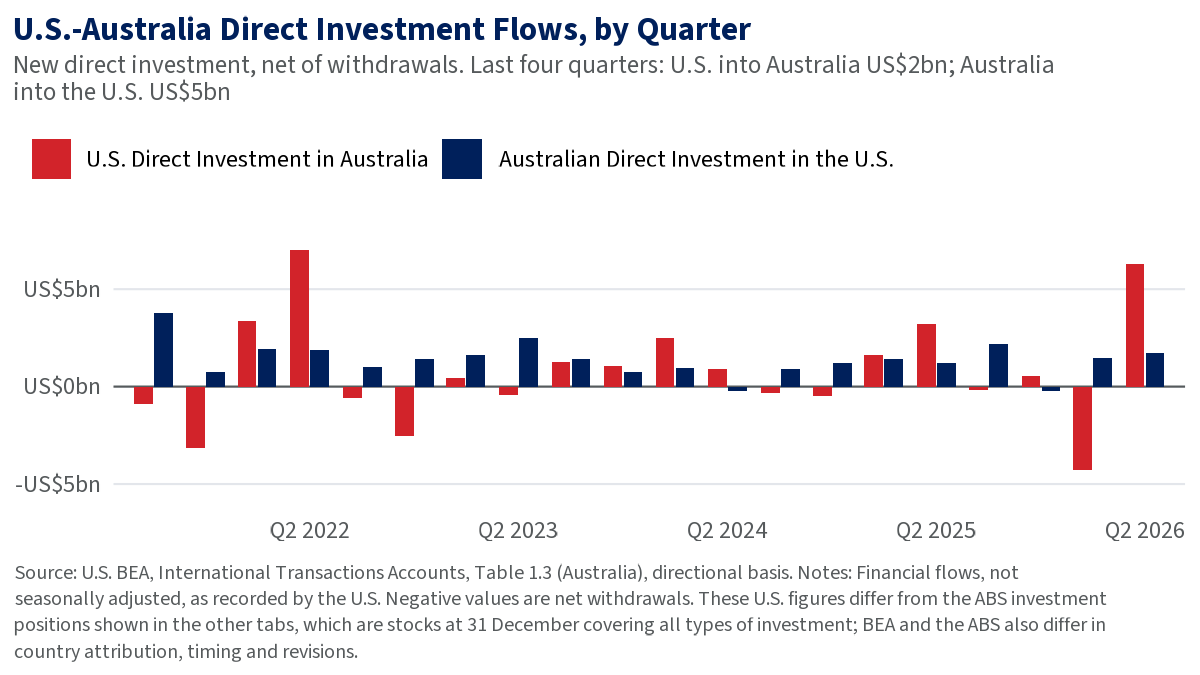 U.S.-Australia Direct Investment Flows, by Quarter
New direct investment, net of withdrawals. Last four quarters: U.S. into Australia US$2bn; Australia
into the U.S. US$5bn
U.S. Direct Investment in Australia
Australian Direct Investment in the U.S.
US$5bn
US$0bn
-US$5bn
Q2 2022
Q2 2023
Q2 2024
Q2 2025
Q2 2026
Source: U.S. BEA, International Transactions Accounts, Table 1.3 (Australia), directional basis. Notes: Financial flows, not
seasonally adjusted, as recorded by the U.S. Negative values are net withdrawals. These U.S. figures differ from the ABS investment
positions shown in the other tabs, which are stocks at 31 December covering all types of investment; BEA and the ABS also differ in
country attribution, timing and revisions.